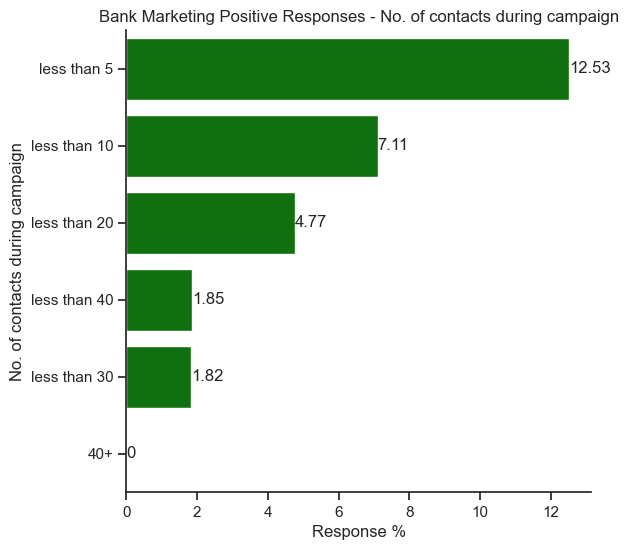 Bank Marketing Positive Responses - No. of contacts during campaign
No. of contacts during campaign
less than 5
12.53
less than 10
7.11
less than 20
4.77
less than 40
1.85
less than 30
1.82
40+
0
0
2
4
6
8
10
12
Response %